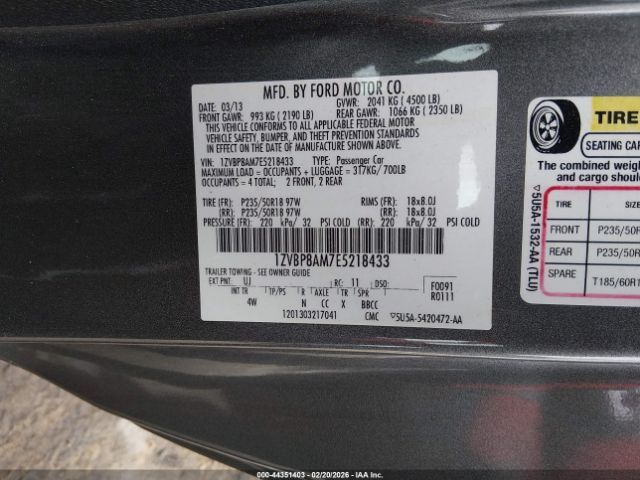 MFD. BY FORD MOTOR CO.
DATE: 03/13 GVWR: 2041 KG ( 4500 LB)
FRONT GAWR: 993 KG ( 2190 LB) REAR GAWR: 1066 KG ( 2350 LB)
THIS VEHICLE CONFORMS TO ALL APPLICABLE FEDERAL MOTOR
VEHICLE SAFETY, BUMPER, AND THEFT PREVENTION STANDARDS
IN EFFECT ON THE DATE OF MANUFACTURE SHOWN ABOVE.
VIN: 1ZVBP8AM7E5218433 TYPE: Passenger Car
MAXIMUM LOAD = OCCUPANTS + LUGGAGE = 317KG/ 700LB
OCCUPANTS = 4 TOTAL; 2 FRONT, 2 REAR
TIRE (FR): P235/50R18 97W RIMS (FR): 18x8.0J
(RR): P235/50R18 97W (RR): 18x8.0J
PRESSURE (FR): 220 kPa/ 32 PSI COLD (RR): 220 kPa/ 32 PSI COLD
1ZVBP8AM7E5218433
TRAILER TOWING - SEE OWNER GUIDE
EXT PNT: UJ RC: 11 DSO: F0091
R0111
INT TR TP/PS R AXLE TR SPR
4W N CC X BBCC
1201303217041 CMC ▽5U5A-5420472-AA
TIRE
SEATING CAP
The combined weigh
and cargo should
TIRE SIZE
FRONT P235/50R
REAR P235/50R
SPARE T185/60R1
▽5U5A-1532-AA (TLU)
00-44351403 - 02/20/2026 - IAAI.com